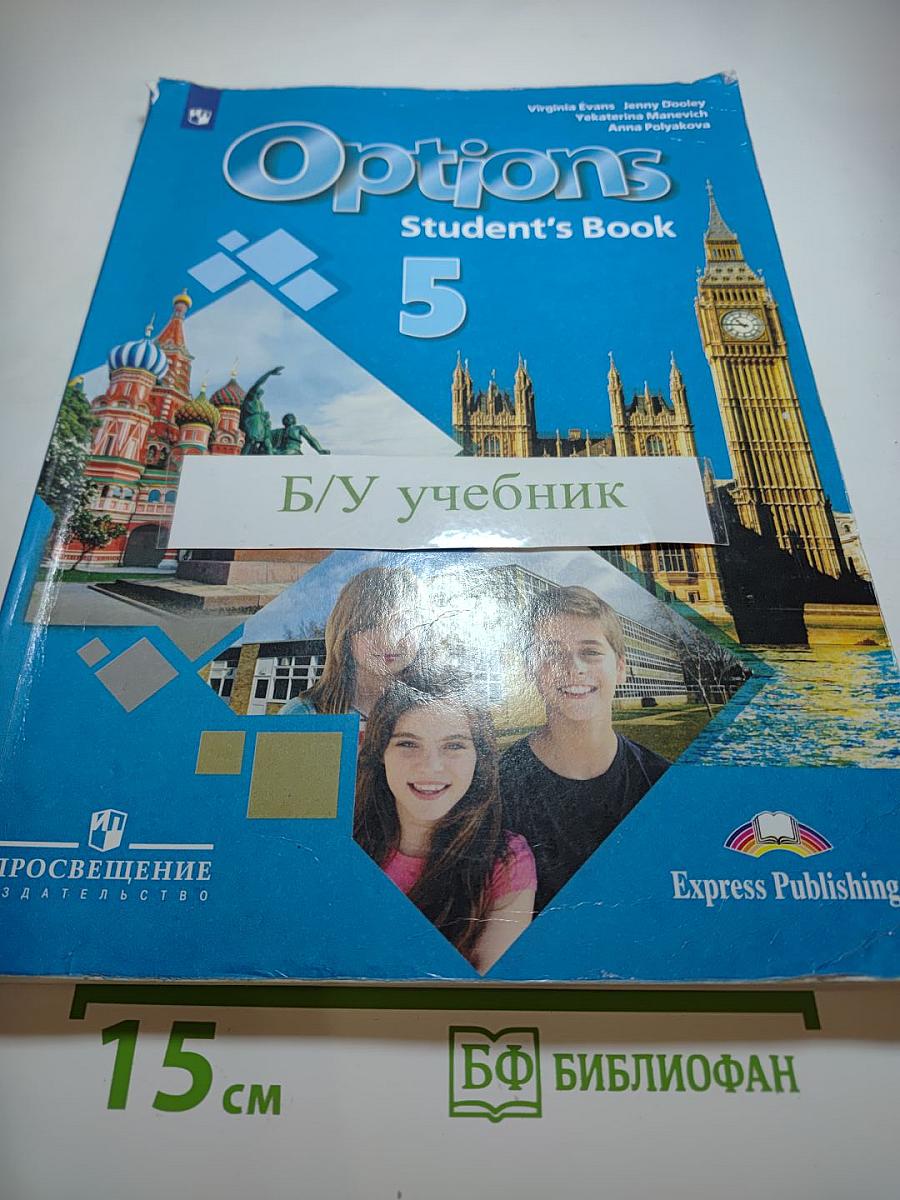 Virginia Evans Jenny Dooley
Yekaterina Manevich
Anna Polyakova
Options
Student's Book
5
Б/У учебник
ПРОСВЕЩЕНИЕ
ЗДАТЕЛЬСТВО
Express Publishing
15 см
БФ БИБЛИОФАН